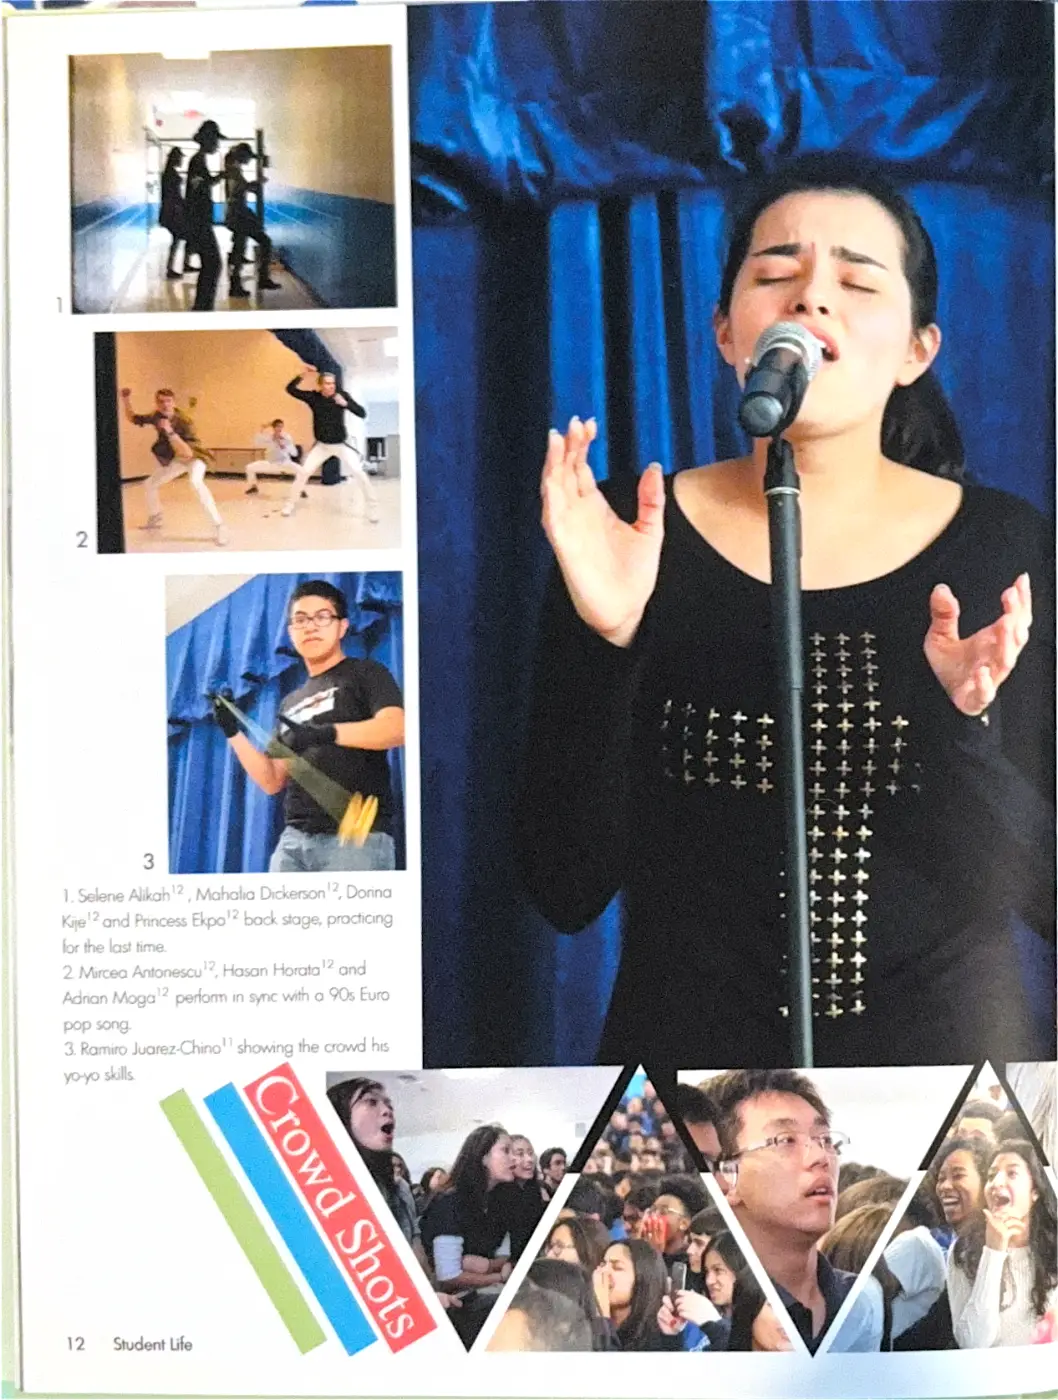 1
2
3
1. Selene Alikah12 , Mahalia Dickerson12, Dorina
Kije12 and Princess Ekpo12 back stage, practicing
for the last time.
2. Mircea Antonescu12, Hasan Horata12 and
Adrian Moga12 perform in sync with a 90s Euro
pop song.
3. Ramiro Juarez-Chino11 showing the crowd his
yo-yo skills.
Crowd Shots
12 Student Life